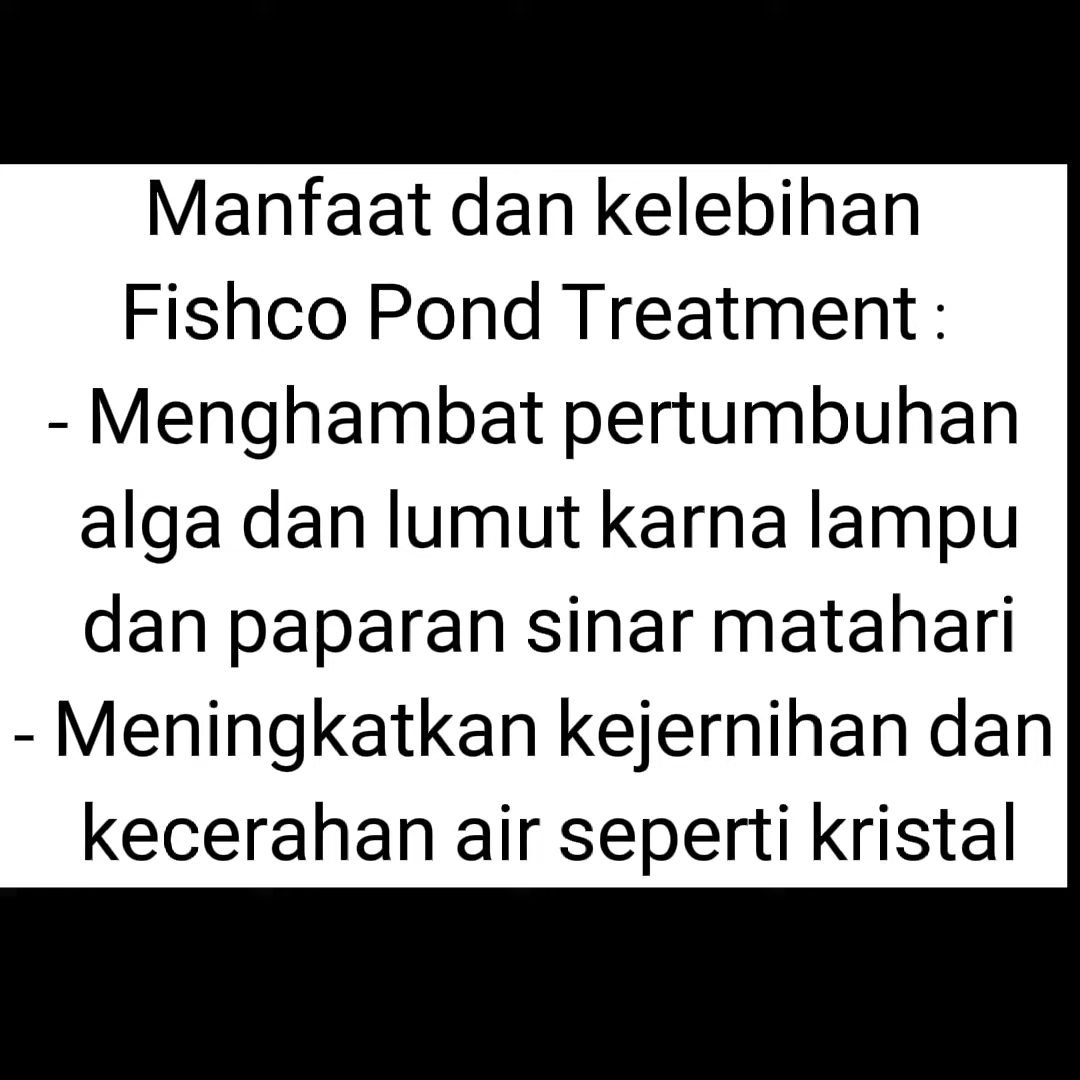 Manfaat dan kelebihan
Fishco Pond Treatment :
- Menghambat pertumbuhan
alga dan lumut karna lampu
dan paparan sinar matahari
- Meningkatkan kejernihan dan
kecerahan air seperti kristal